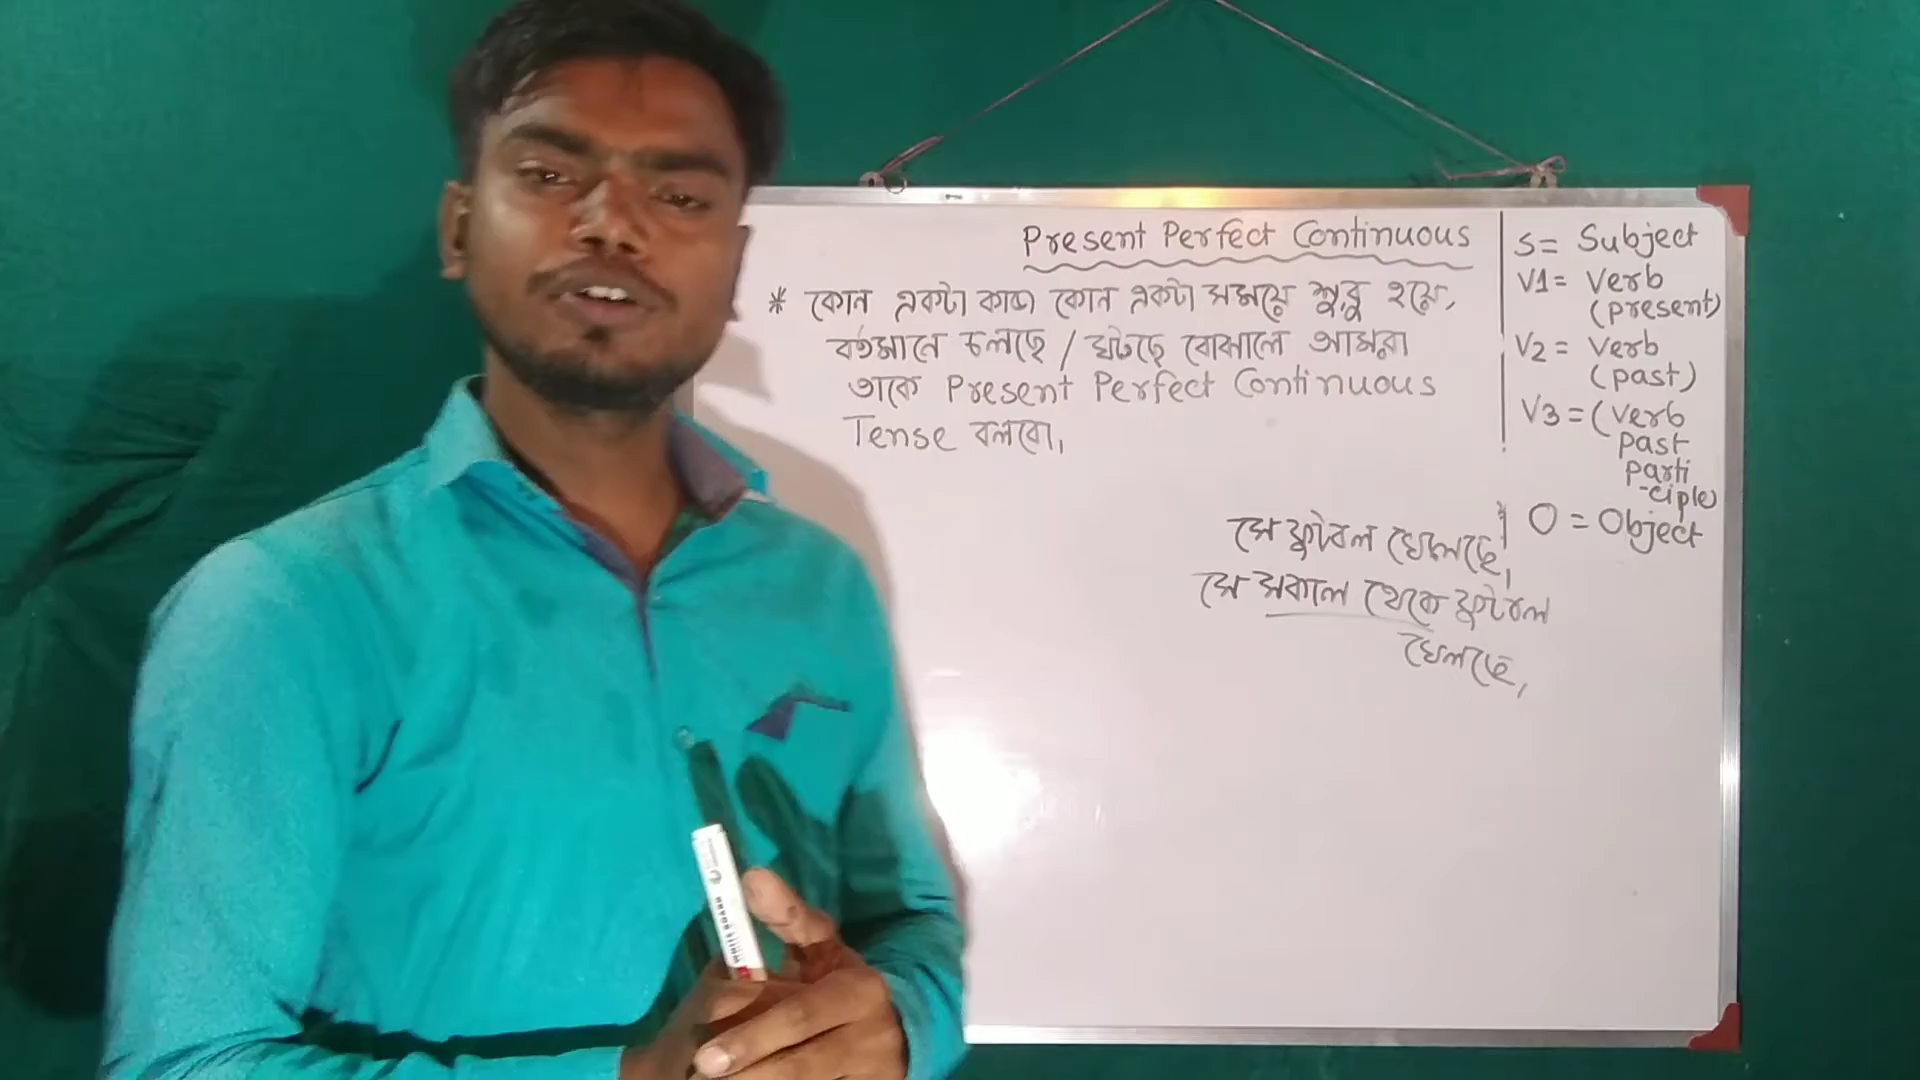 Present Perfect Continuous
* কোন একটা কাজ কোন একটা সময়ে শুরু হয়ে,
বর্তমানে চলছে / ঘটছে বোঝালে আমরা
তাকে Present Perfect Continuous
Tense বলবো,
সে ফুটবল খেলছে,
সে সকাল থেকে ফুটবল
খেলছে,
S = Subject
V1 = Verb
(present)
V2 = Verb
(past)
V3 = (Verb
past
parti
-ciple)
O = Object